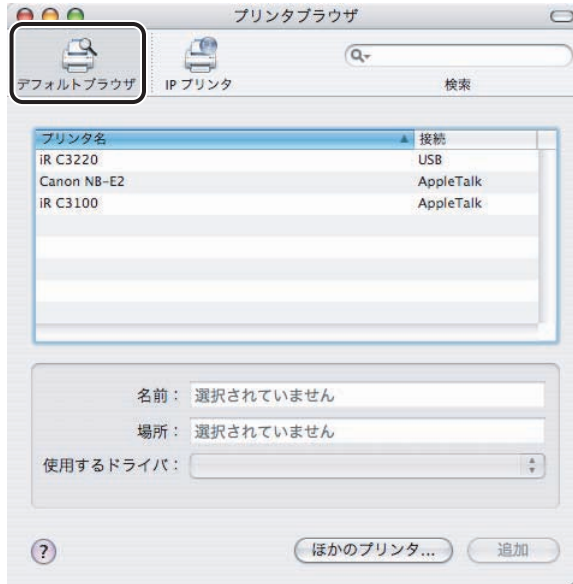 プリンタブラウザ
デフォルトブラウザ
IP プリンタ
検索
プリンタ名 接続
iR C3220 USB
Canon NB-E2 AppleTalk
iR C3100 AppleTalk
名前： 選択されていません
場所： 選択されていません
使用するドライバ：
? ほかのプリンタ... 追加